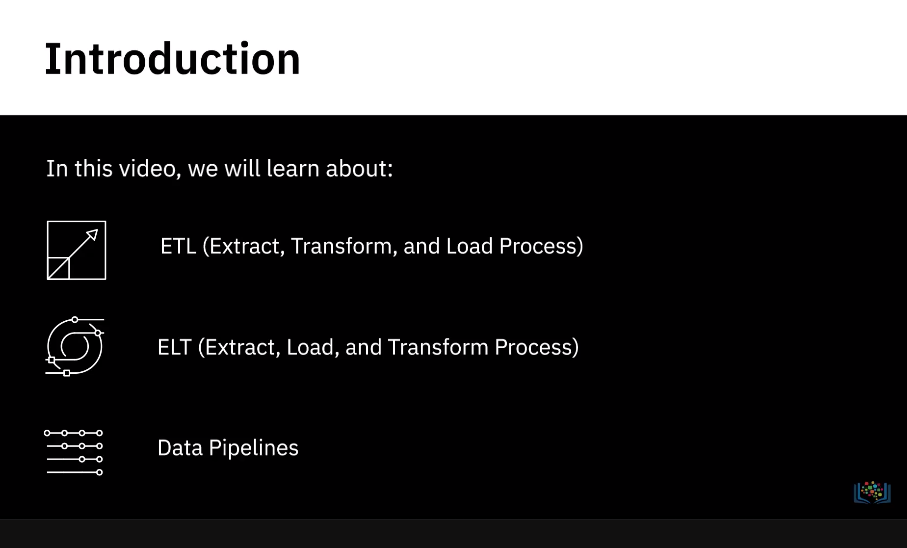 Introduction
In this video, we will learn about:
ETL (Extract, Transform, and Load Process)
ELT (Extract, Load, and Transform Process)
Data Pipelines